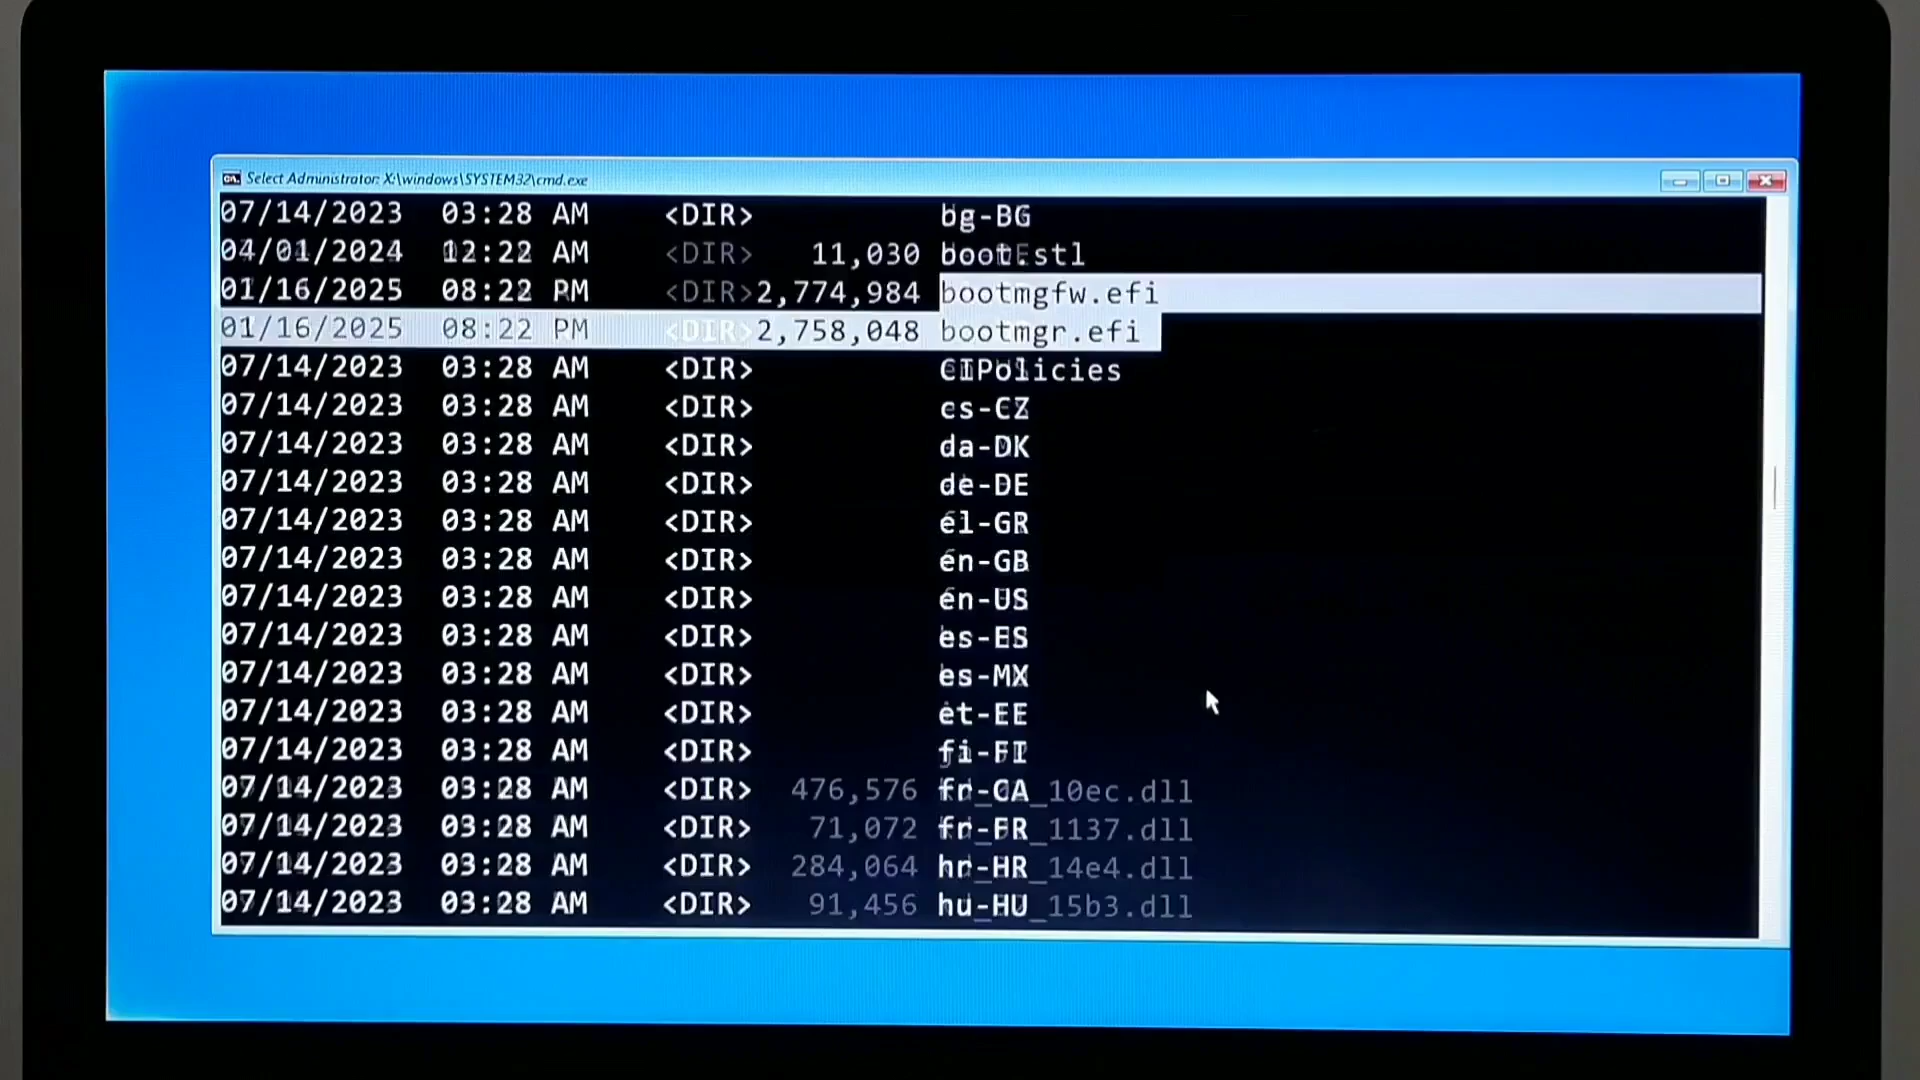 Select Administrator: X:\windows\SYSTEM32\cmd.exe
07/14/2023 03:28 AM <DIR> bg-BG
04/01/2024 12:22 AM <DIR> 11,030 boot.stl
01/16/2025 08:22 PM <DIR> 2,774,984 bootmgfw.efi
01/16/2025 08:22 PM <DIR> 2,758,048 bootmgr.efi
07/14/2023 03:28 AM <DIR> CIPolicies
07/14/2023 03:28 AM <DIR> cs-CZ
07/14/2023 03:28 AM <DIR> da-DK
07/14/2023 03:28 AM <DIR> de-DE
07/14/2023 03:28 AM <DIR> el-GR
07/14/2023 03:28 AM <DIR> en-GB
07/14/2023 03:28 AM <DIR> en-US
07/14/2023 03:28 AM <DIR> es-ES
07/14/2023 03:28 AM <DIR> es-MX
07/14/2023 03:28 AM <DIR> et-EE
07/14/2023 03:28 AM <DIR> fi-FI
07/14/2023 03:28 AM <DIR> 476,576 fr-CA _10ec.dll
07/14/2023 03:28 AM <DIR> 71,072 fr-FR _1137.dll
07/14/2023 03:28 AM <DIR> 284,064 hr-HR _14e4.dll
07/14/2023 03:28 AM <DIR> 91,456 hu-HU _15b3.dll